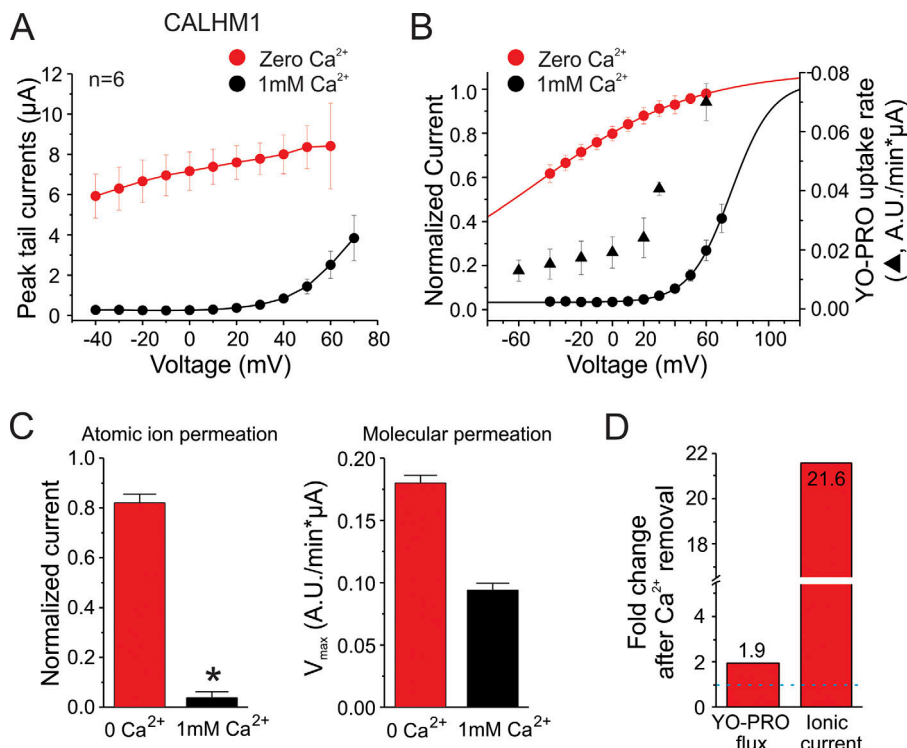 A
CALHM1
Zero Ca²⁺
1mM Ca²⁺
n=6
Peak tail currents (µA)
12
10
8
6
4
2
0
-40 -20 0 20 40 60 80
Voltage (mV)
B
Zero Ca²⁺
1mM Ca²⁺
Normalized Current
1.0
0.8
0.6
0.4
0.2
0.0
0.08
0.06
0.04
0.02
0.00
YO-PRO uptake rate
(▲, A.U./min*µA)
-60 -20 0 20 60 100
Voltage (mV)
C
Atomic ion permeation
Normalized current
1.0
0.8
0.6
0.4
0.2
0.0
*
0 Ca²⁺ 1mM Ca²⁺
Molecular permeation
Vmax (A.U./min*µA)
0.20
0.15
0.10
0.05
0.00
0 Ca²⁺ 1mM Ca²⁺
D
Fold change
after Ca²⁺ removal
22
21
20
19
18
17
4
2
0
1.9
21.6
YO-PRO
flux
Ionic
current